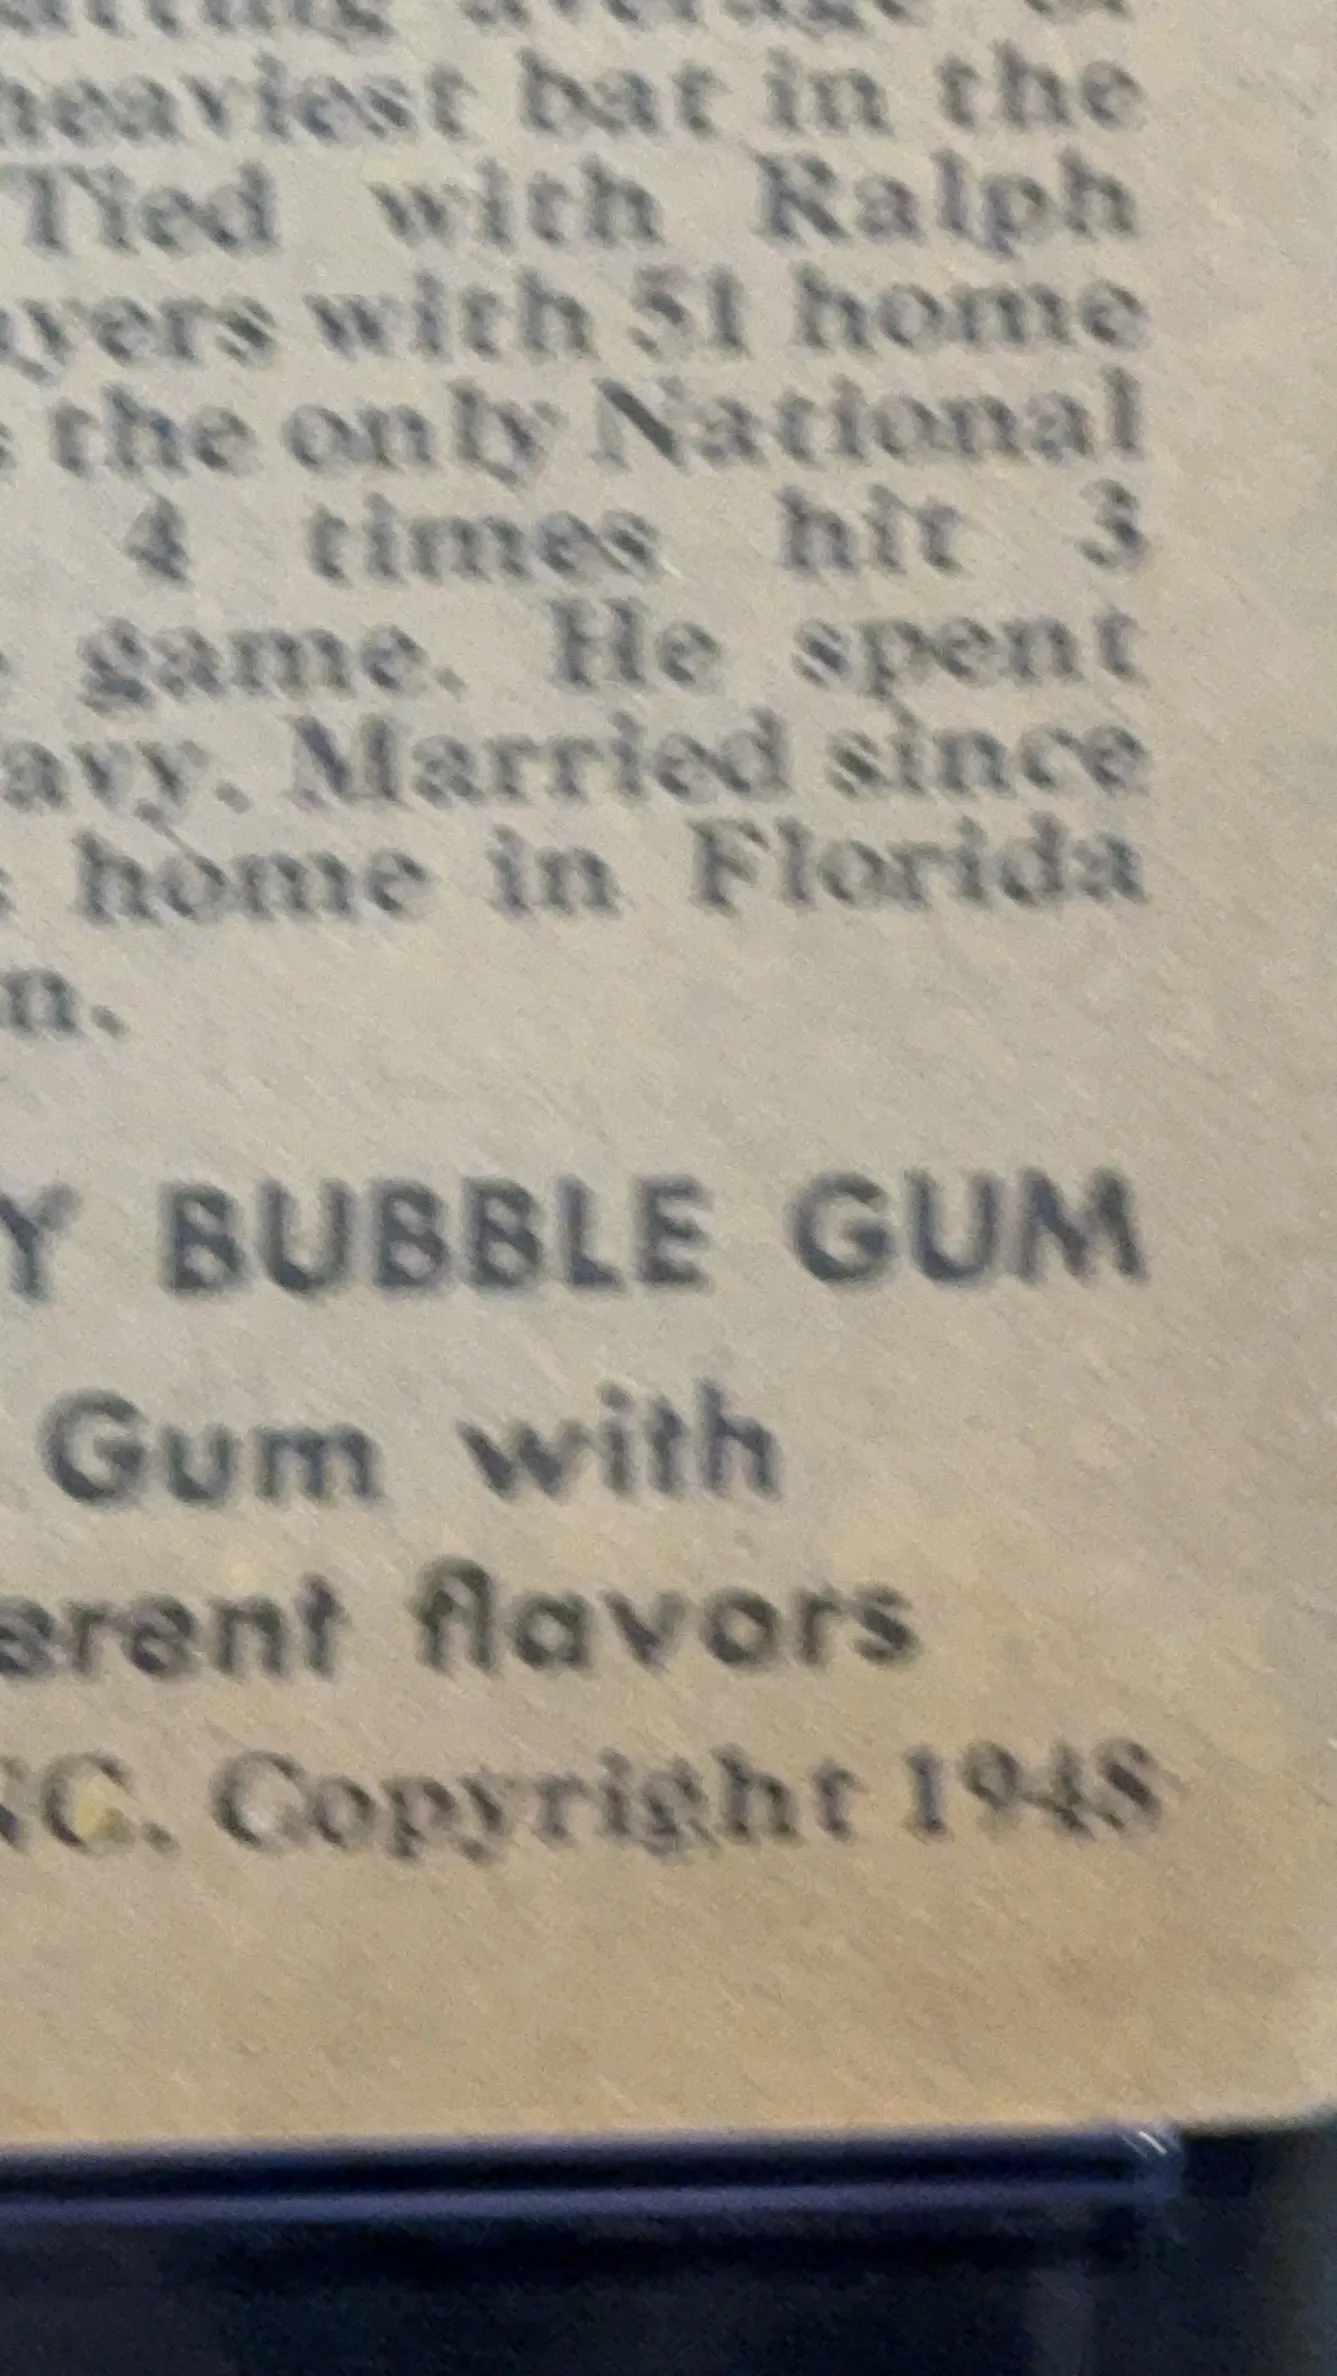 heaviest bat in the
Tied with Ralph
ayers with 51 home
s the only National
4 times hit 3
game. He spent
avy. Married since
home in Florida
n.
Y BUBBLE GUM
Gum with
erent flavors
C. Copyright 1948